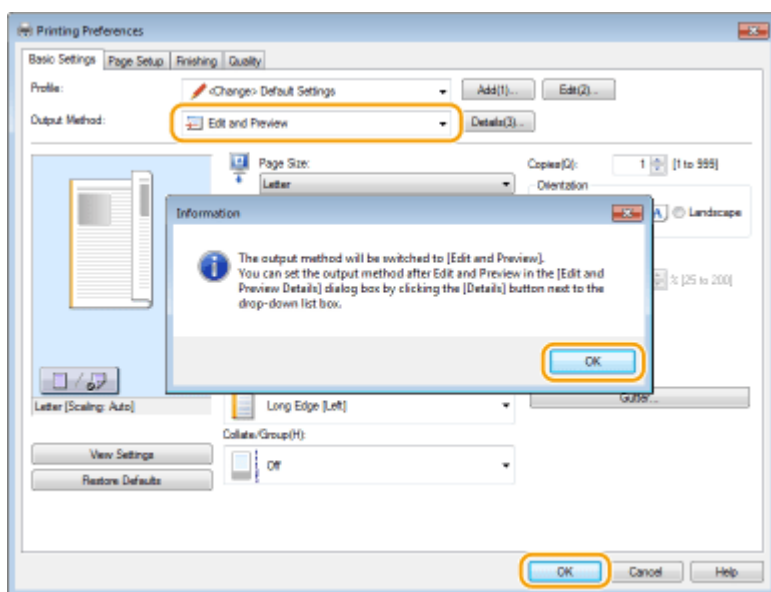 Printing Preferences
Basic Settings Page Setup Finishing Quality
Profile: <Change> Default Settings Add(1)... Edit(2)...
Output Method: Edit and Preview Details(3)...
Page Size: Copies(Q): 1 [1 to 999]
Letter Orientation
A Landscape
Information
The output method will be switched to [Edit and Preview].
You can set the output method after Edit and Preview in the [Edit and
Preview Details] dialog box by clicking the [Details] button next to the
drop-down list box.
% [25 to 200]
OK
Letter [Scaling: Auto] Long Edge [Left] Gutter...
Collate/Group(H):
View Settings Off
Restore Defaults
OK Cancel Help